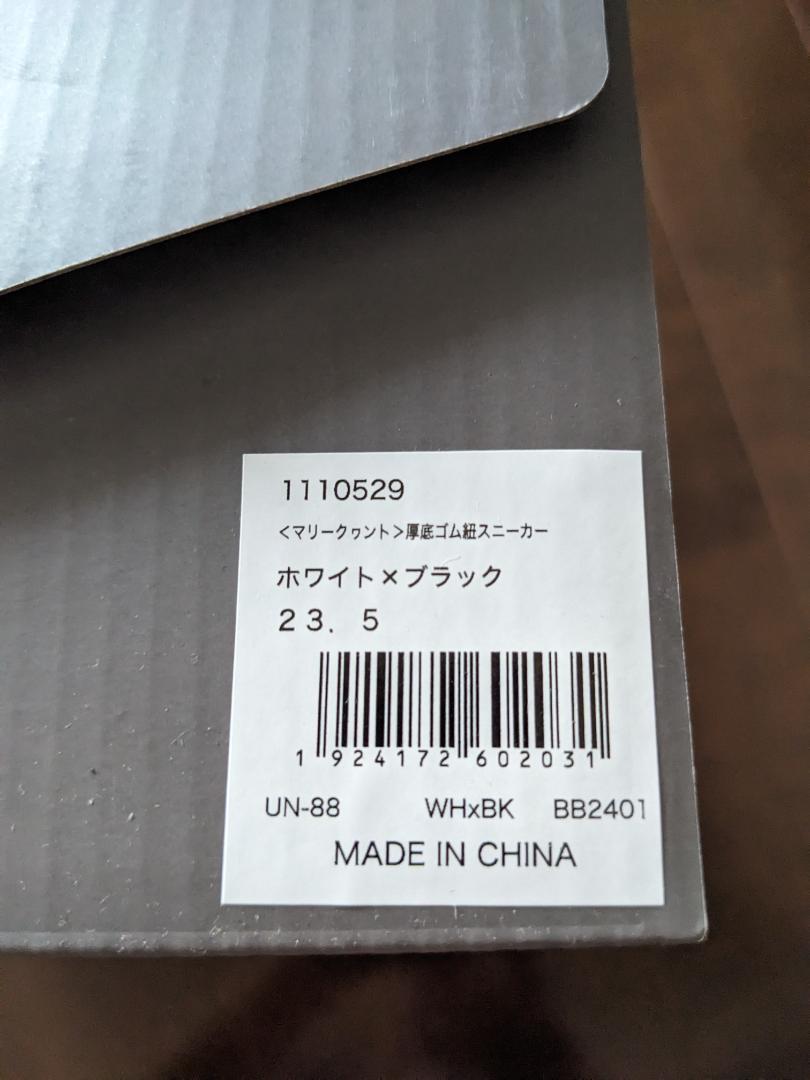 1110529
<マリークヮント>厚底ゴム紐スニーカー
ホワイト×ブラック
23.5
1 924172 602031
UN-88 WHxBK BB2401
MADE IN CHINA